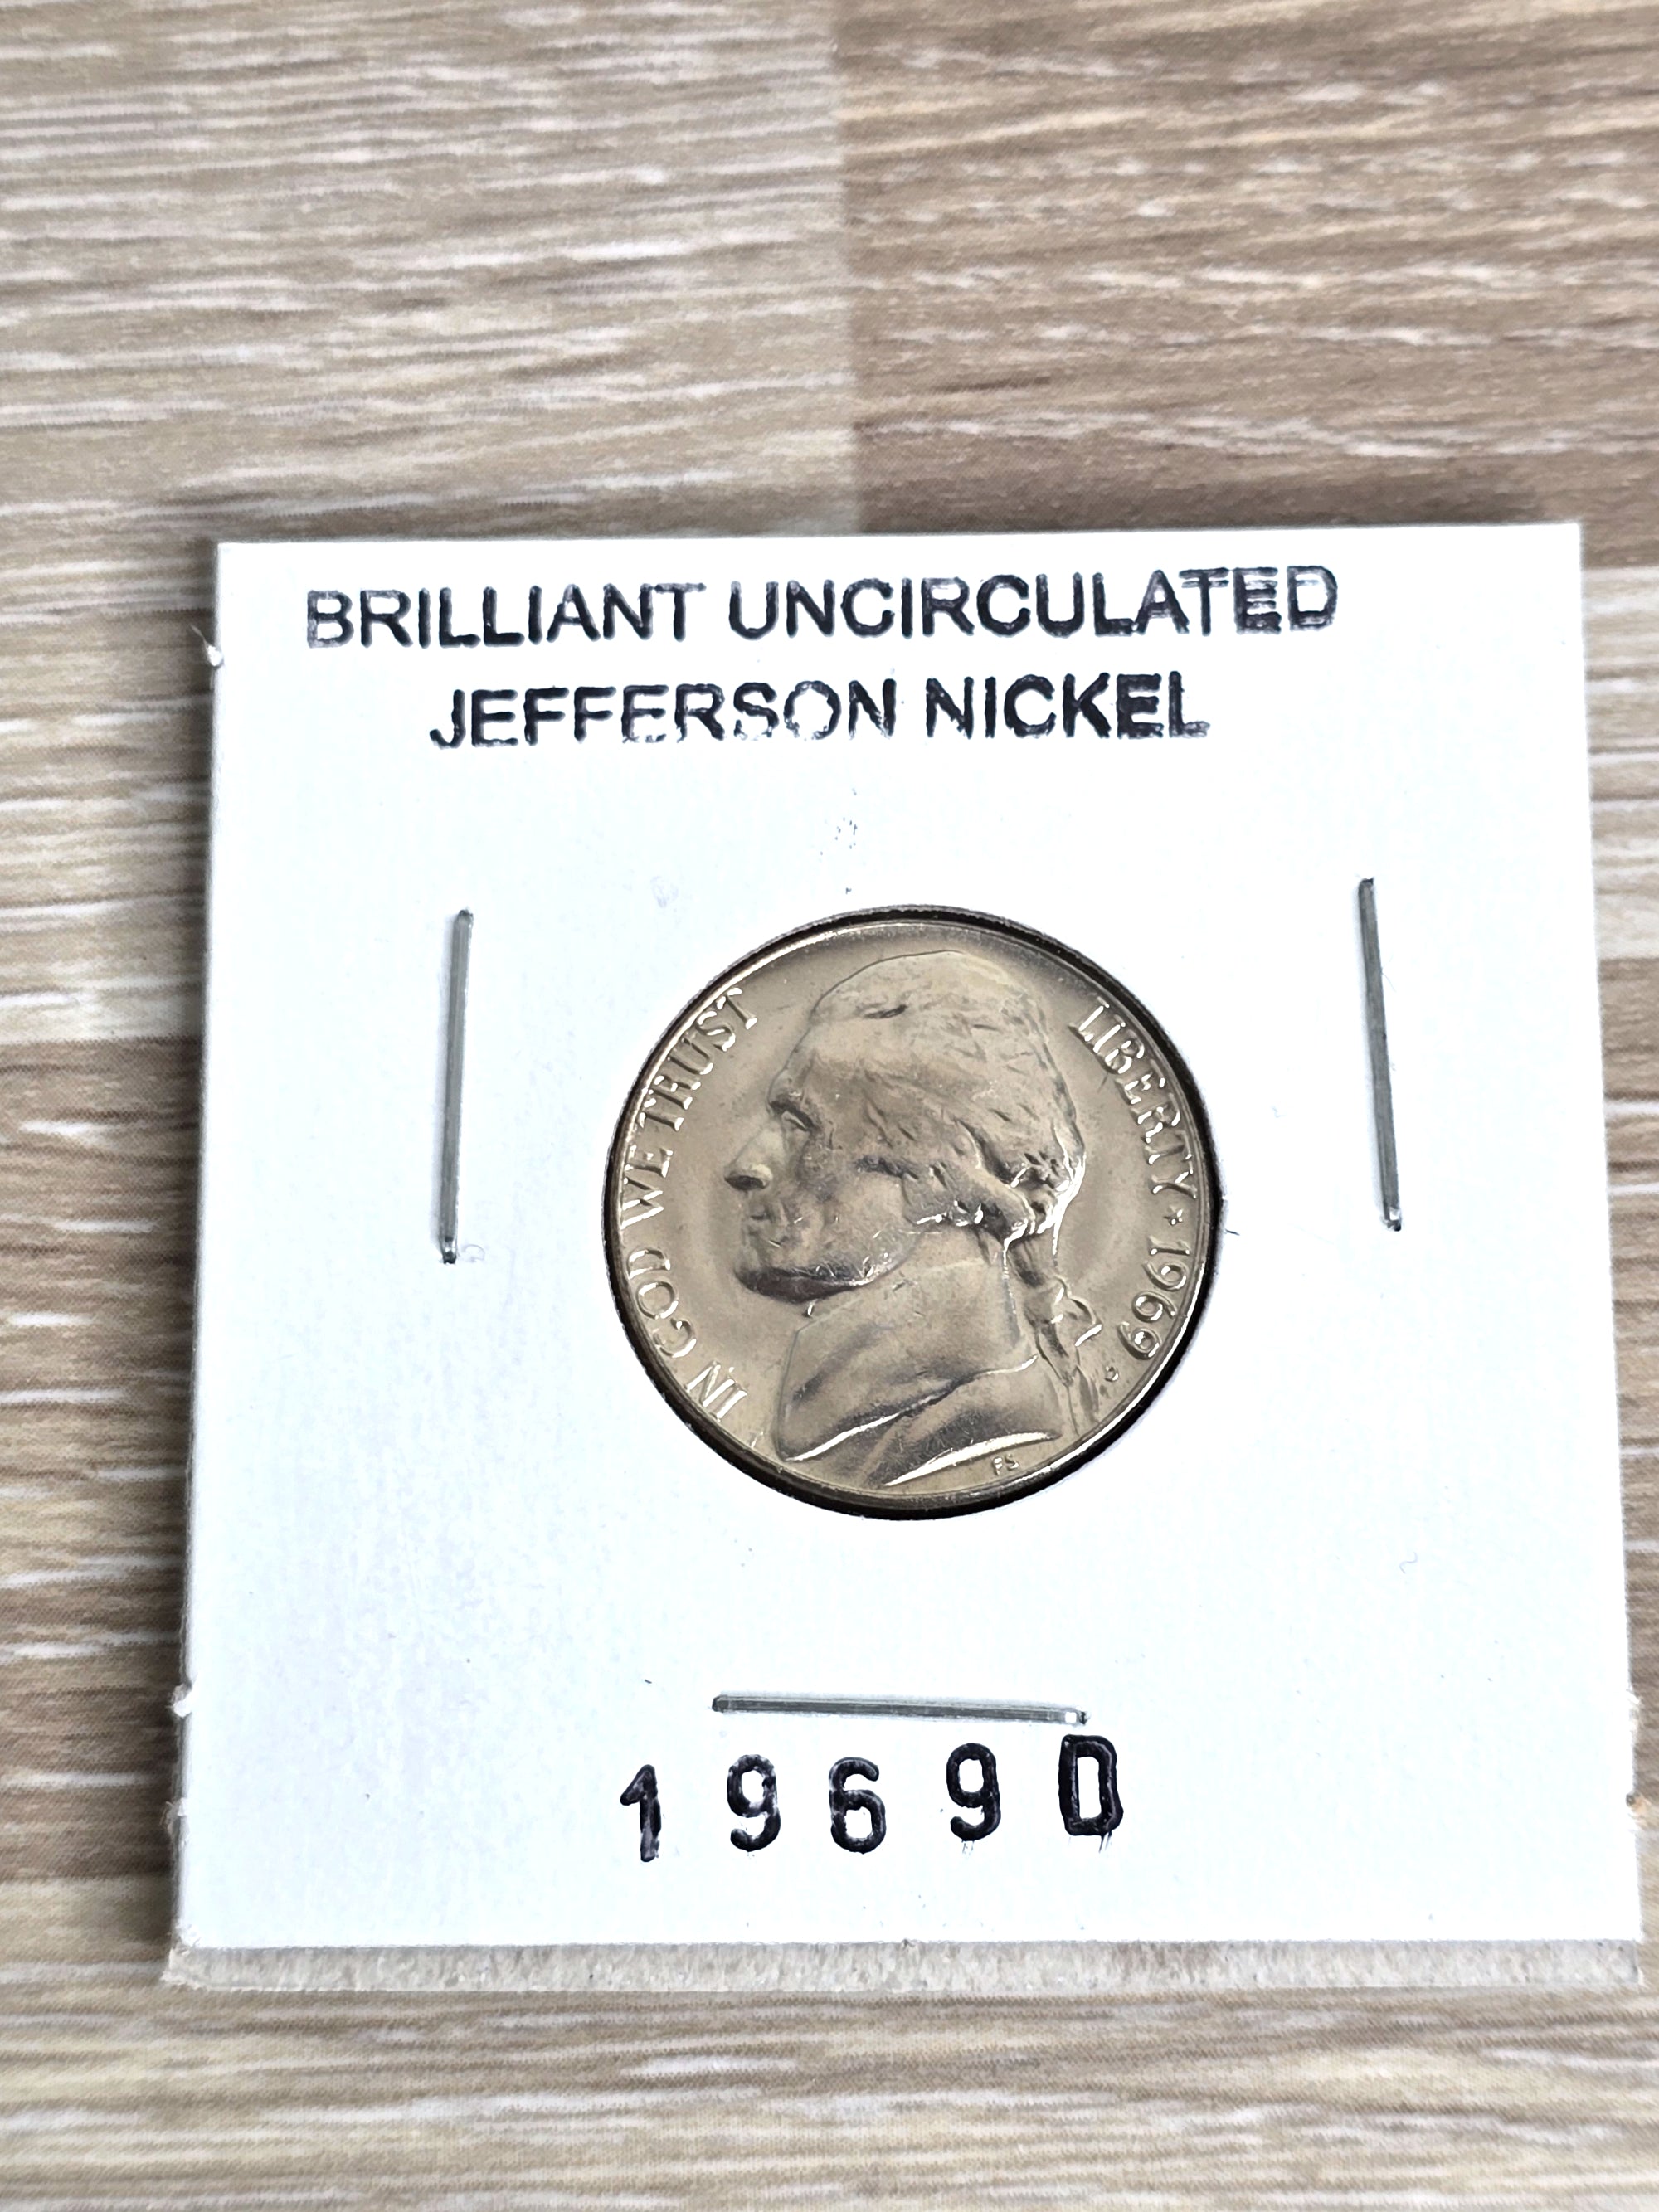 BRILLIANT UNCIRCULATED
JEFFERSON NICKEL
IN GOD WE TRUST
LIBERTY ★ 1969
FS
1969D